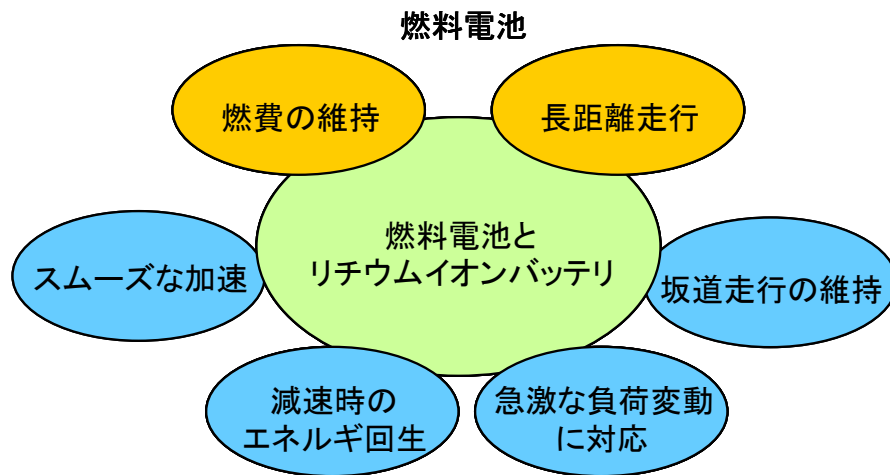 燃料電池
燃費の維持
長距離走行
燃料電池と
リチウムイオンバッテリ
スムーズな加速
坂道走行の維持
減速時の
エネルギ回生
急激な負荷変動
に対応